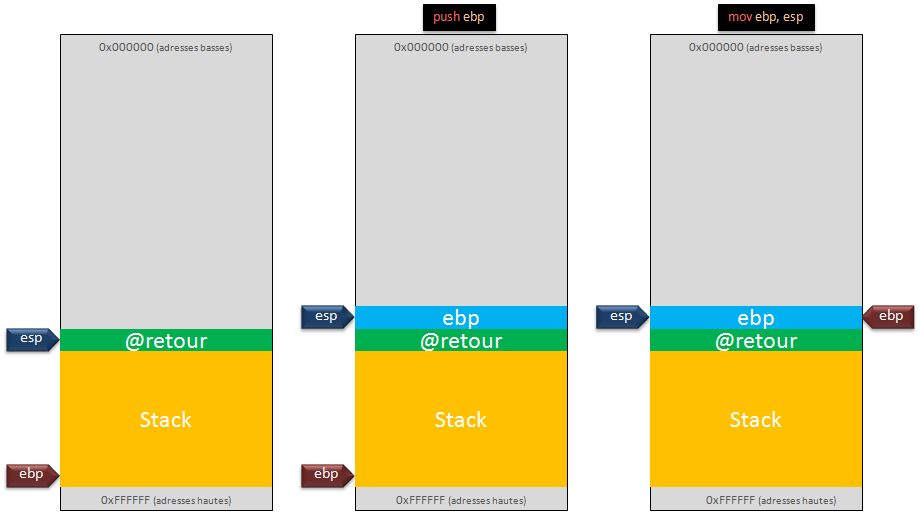 push ebp
mov ebp, esp
0x000000 (adresses basses)
0x000000 (adresses basses)
0x000000 (adresses basses)
esp
ebp
esp
ebp
ebp
esp
@retour
@retour
@retour
Stack
Stack
Stack
ebp
ebp
0xFFFFFF (adresses hautes)
0xFFFFFF (adresses hautes)
0xFFFFFF (adresses hautes)